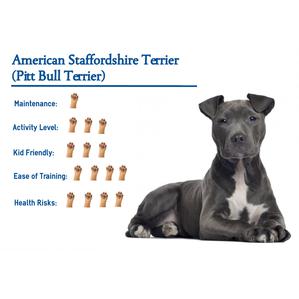 American Staffordshire Terrier
(Pitt Bull Terrier)
Maintenance:
Activity Level:
Kid Friendly:
Ease of Training:
Health Risks: